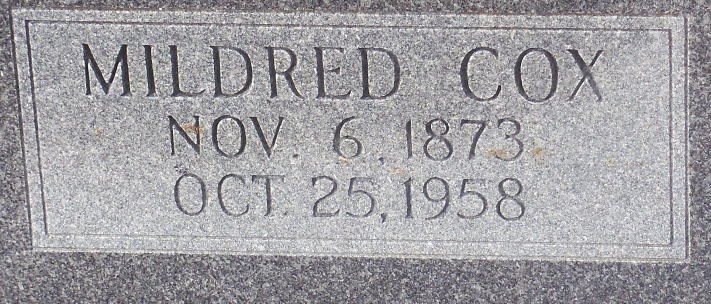 MILDRED COX
NOV. 6, 1873
OCT. 25, 1958